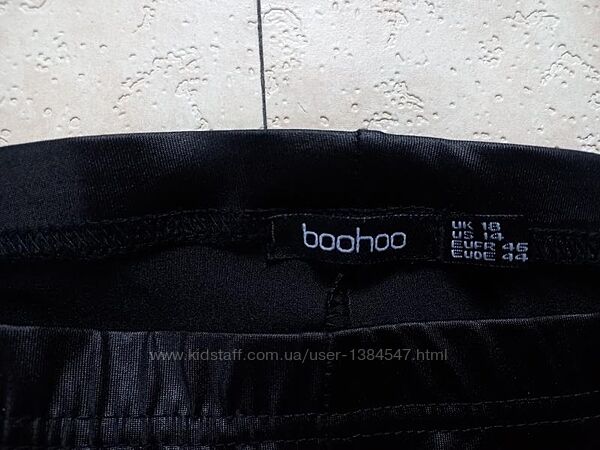 boohoo
UK 18
US 14
EUFR 46
EUDE 44
www.kidstaff.com.ua/user-1384547.html